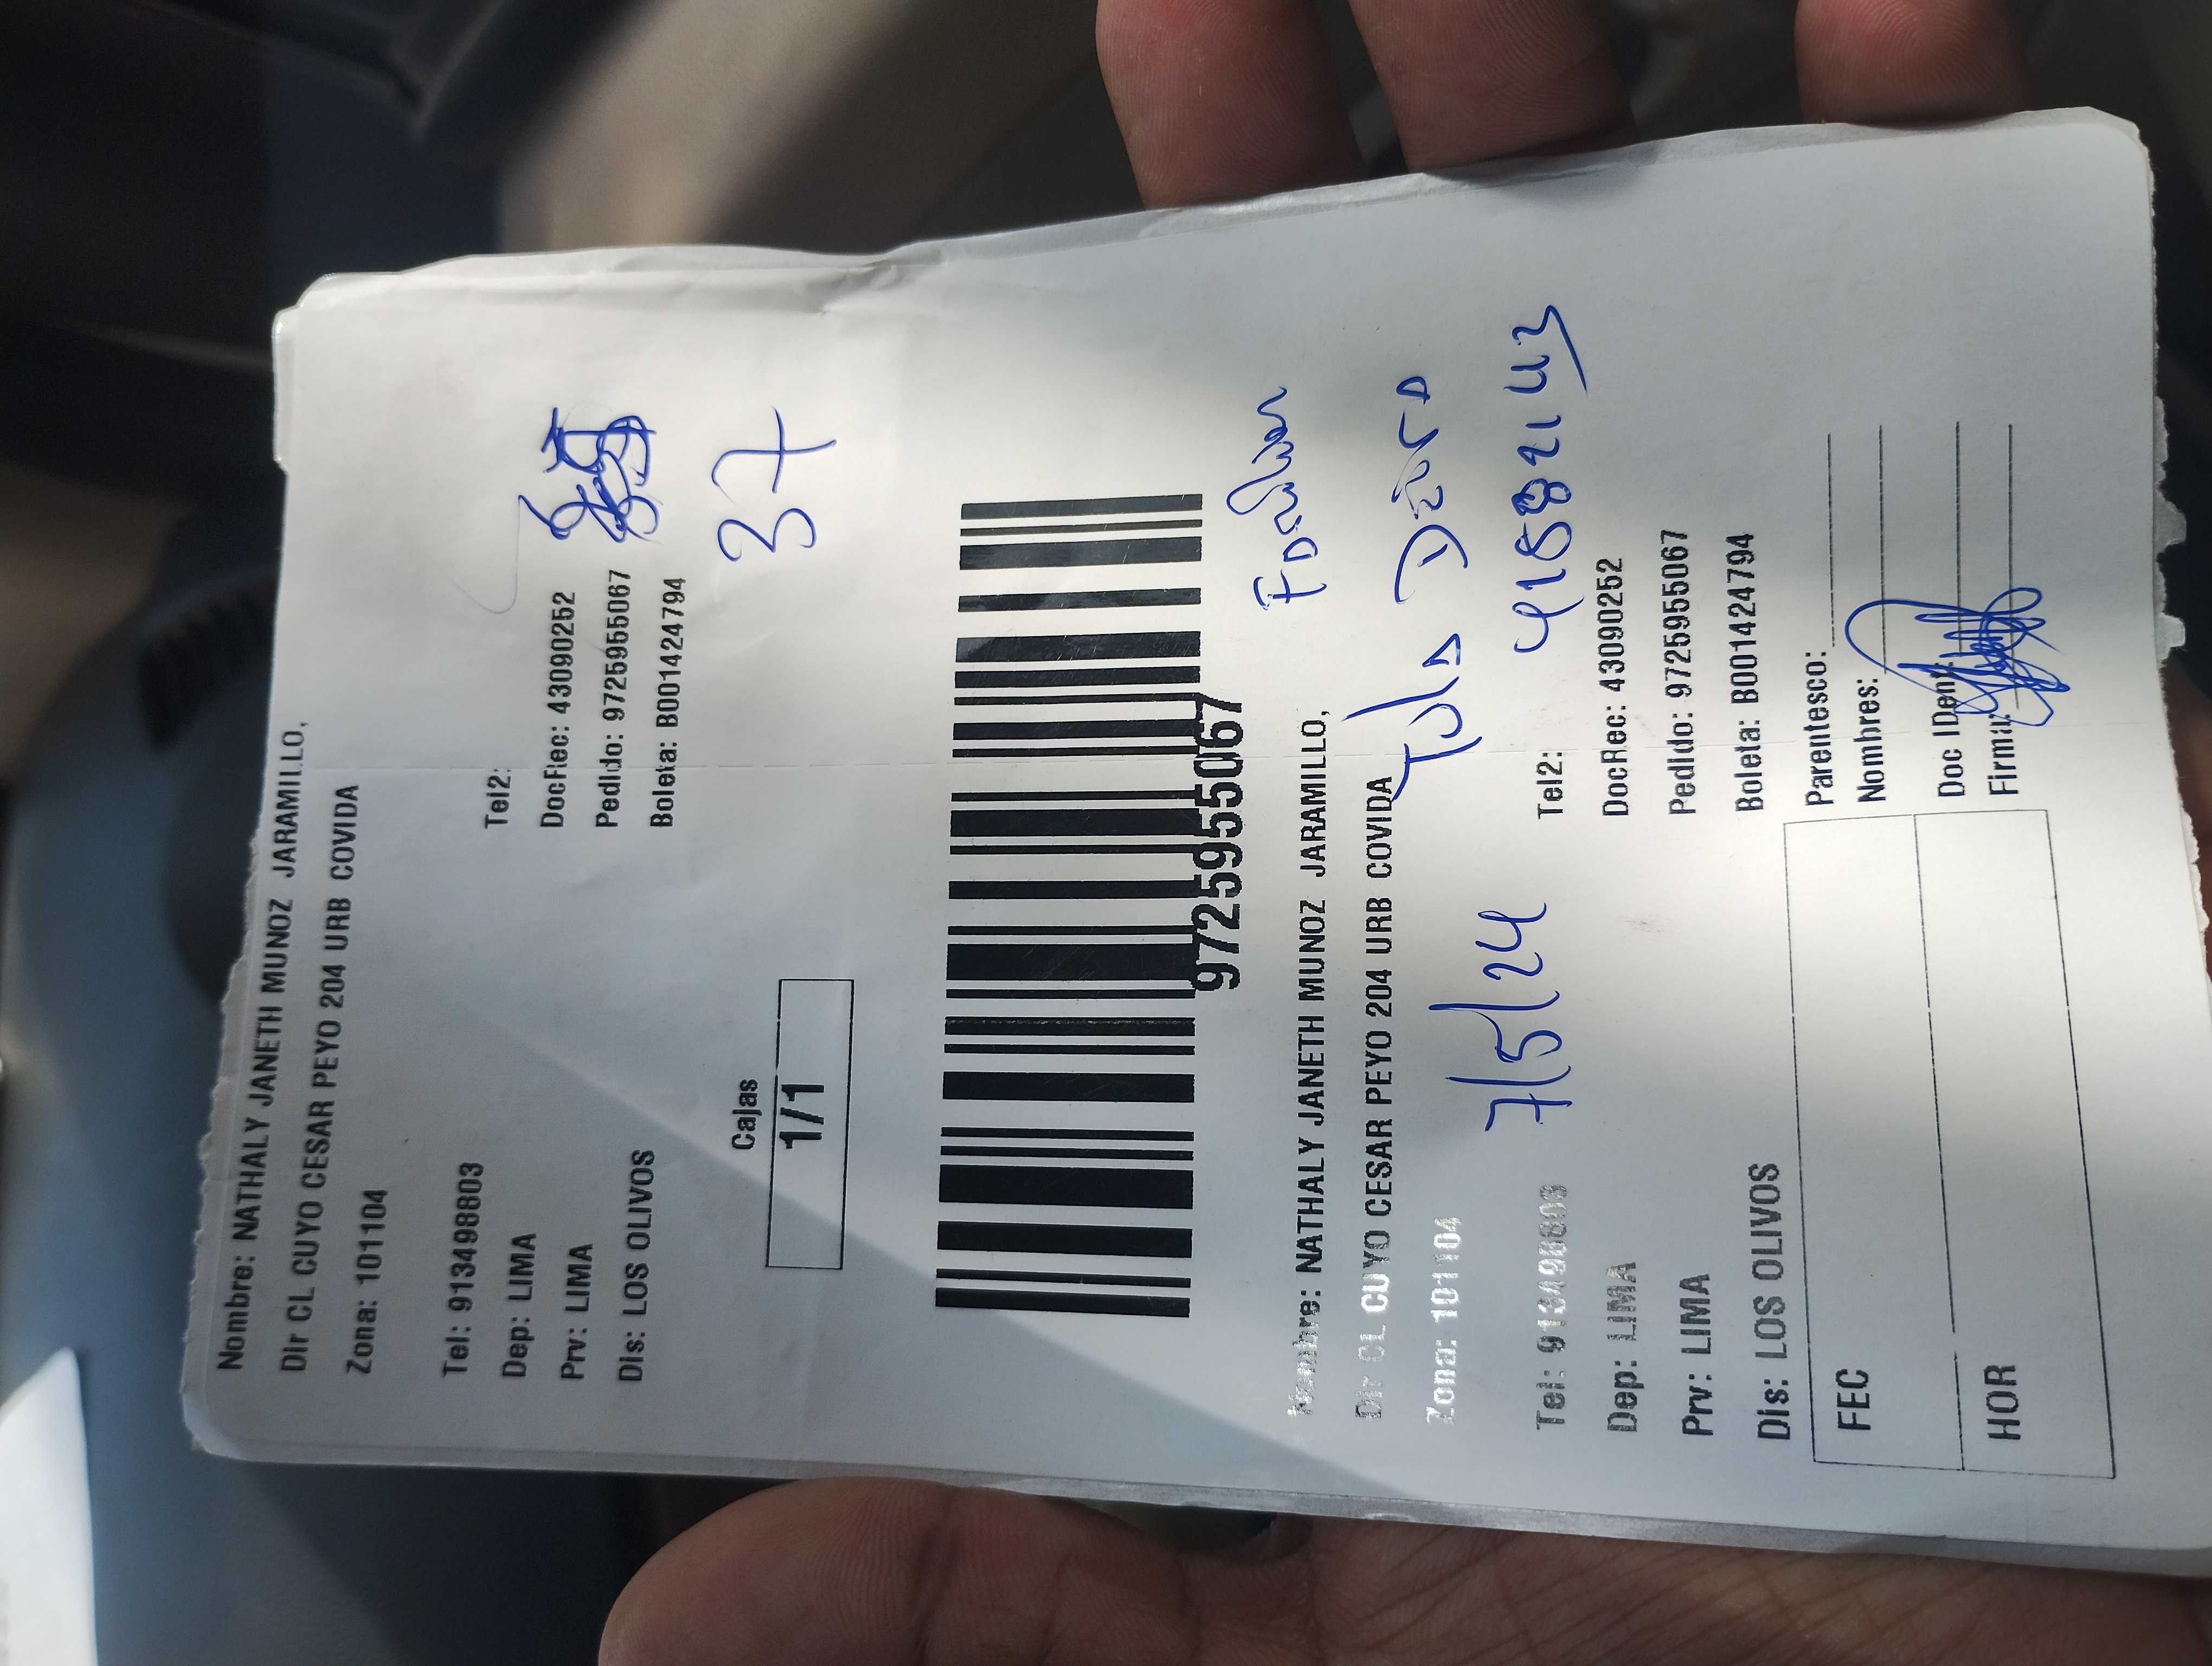 Nombre: NATHALY JANETH MUNOZ JARAMILLO,
Dir CL CUYO CESAR PEYO 204 URB COVIDA
Zona: 101104
Tel: 913498803 Tel2:
Dep: LIMA DocRec: 43090252
Prv: LIMA Pedido: 9725955067
Dis: LOS OLIVOS Boleta: B001424794
Cajas
1/1
37
9725955067
Nombre: NATHALY JANETH MUNOZ JARAMILLO,
Dir CL CUYO CESAR PEYO 204 URB COVIDA
Zona: 101104
7/5/24
41582142
Tel: 913498803 Tel2:
Dep: LIMA DocRec: 43090252
Prv: LIMA Pedido: 9725955067
Dis: LOS OLIVOS Boleta: B001424794
FEC
HOR
Parentesco:
Nombres:
Doc IDent
Firma: